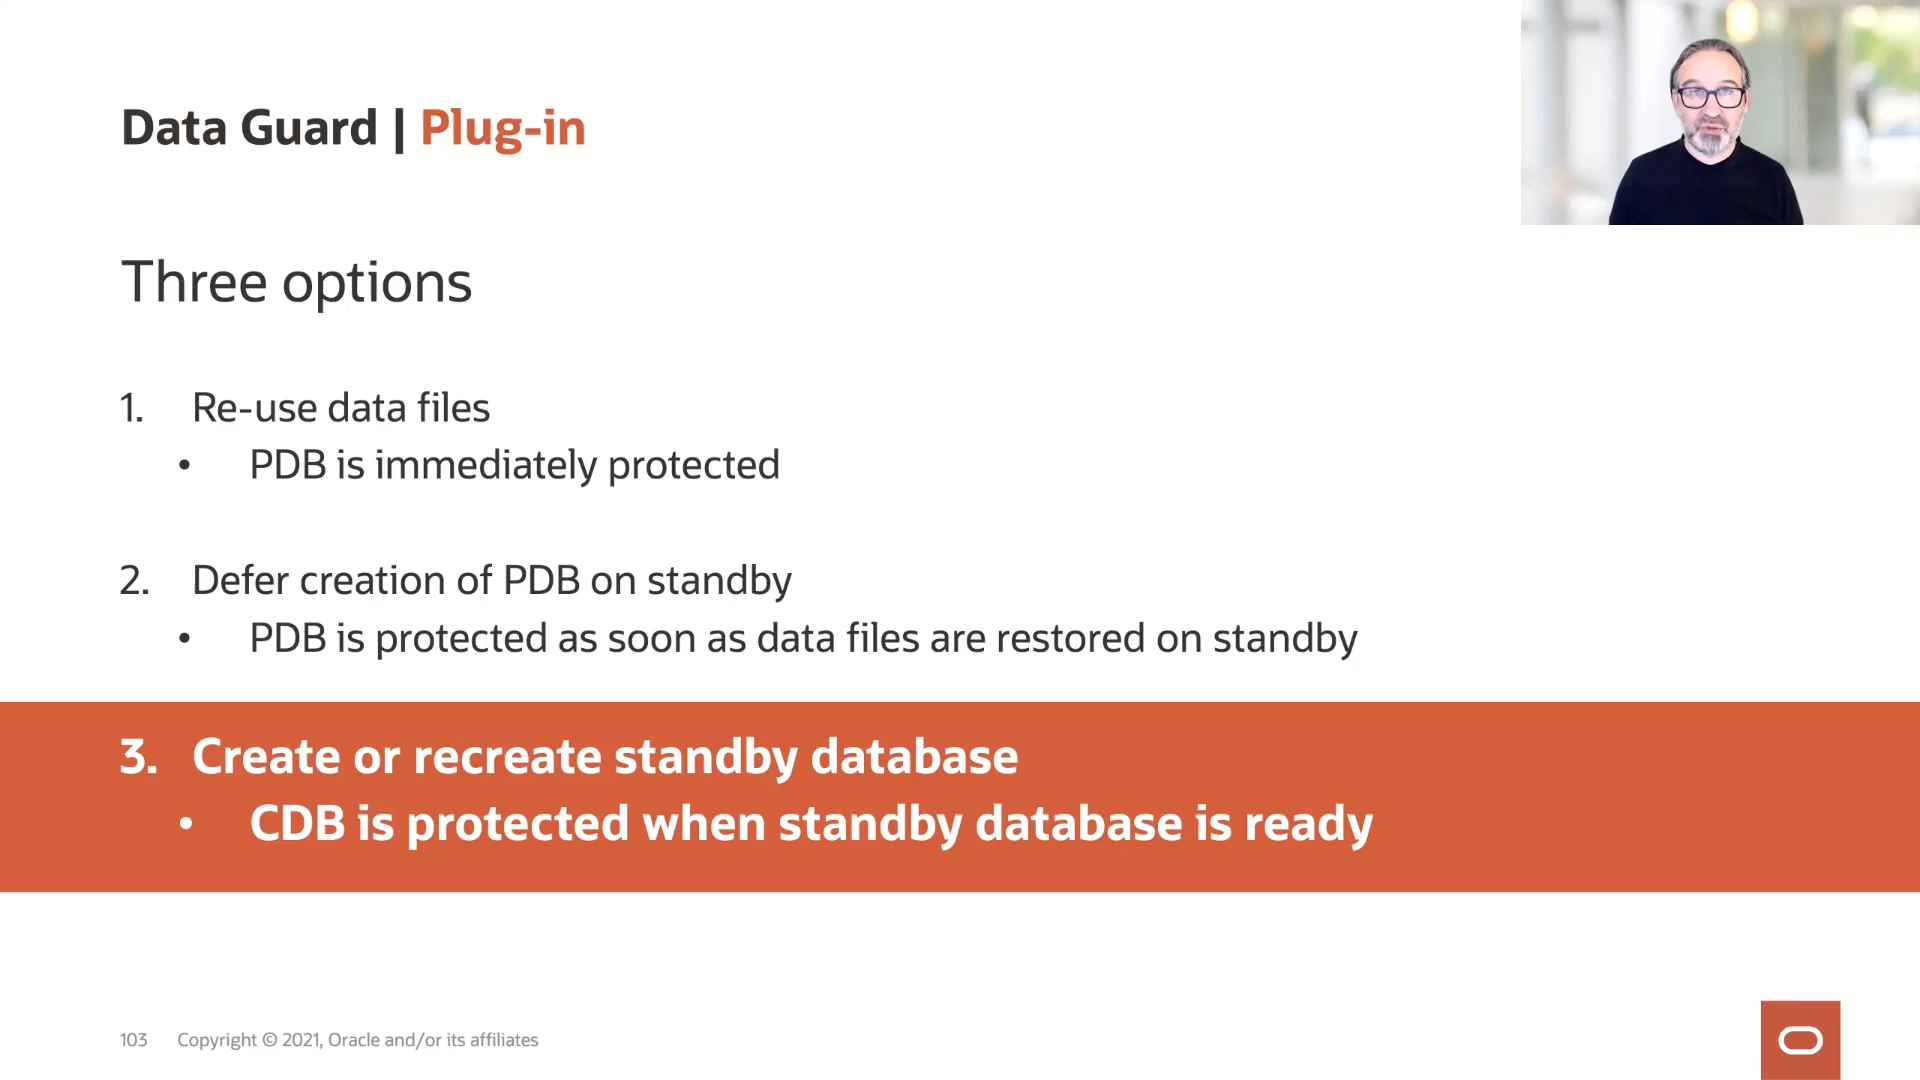 Data Guard | Plug-in
Three options
1. Re-use data files
• PDB is immediately protected
2. Defer creation of PDB on standby
• PDB is protected as soon as data files are restored on standby
3. Create or recreate standby database
• CDB is protected when standby database is ready
103 Copyright © 2021, Oracle and/or its affiliates